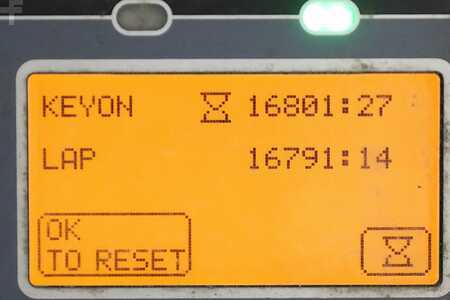 KEYON 16801:27
LAP 16791:14
OK
TO RESET